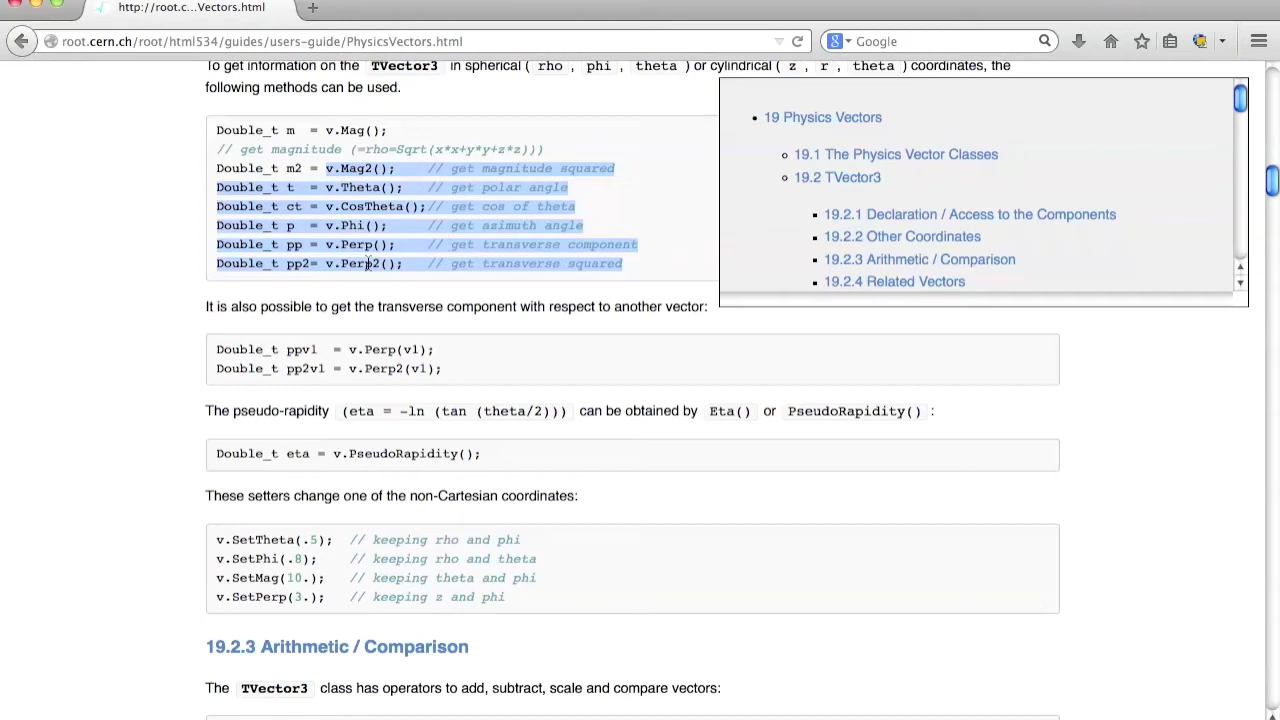 http://root.c...Vectors.html
root.cern.ch/root/html534/guides/users-guide/PhysicsVectors.html
Google
To get information on the TVector3 in spherical ( rho , phi , theta ) or cylindrical ( z , r , theta ) coordinates, the
following methods can be used.
Double_t m  = v.Mag();
// get magnitude (=rho=Sqrt(x*x+y*y+z*z)))
Double_t m2 = v.Mag2();    // get magnitude squared
Double_t t  = v.Theta();   // get polar angle
Double_t ct = v.CosTheta();// get cos of theta
Double_t p  = v.Phi();     // get azimuth angle
Double_t pp = v.Perp();    // get transverse component
Double_t pp2= v.Perp2();   // get transverse squared
19 Physics Vectors
19.1 The Physics Vector Classes
19.2 TVector3
19.2.1 Declaration / Access to the Components
19.2.2 Other Coordinates
19.2.3 Arithmetic / Comparison
19.2.4 Related Vectors
It is also possible to get the transverse component with respect to another vector:
Double_t ppv1  = v.Perp(v1);
Double_t pp2v1 = v.Perp2(v1);
The pseudo-rapidity (eta = -ln (tan (theta/2))) can be obtained by Eta() or PseudoRapidity() :
Double_t eta = v.PseudoRapidity();
These setters change one of the non-Cartesian coordinates:
v.SetTheta(.5);  // keeping rho and phi
v.SetPhi(.8);    // keeping rho and theta
v.SetMag(10.);   // keeping theta and phi
v.SetPerp(3.);   // keeping z and phi
19.2.3 Arithmetic / Comparison
The TVector3 class has operators to add, subtract, scale and compare vectors: